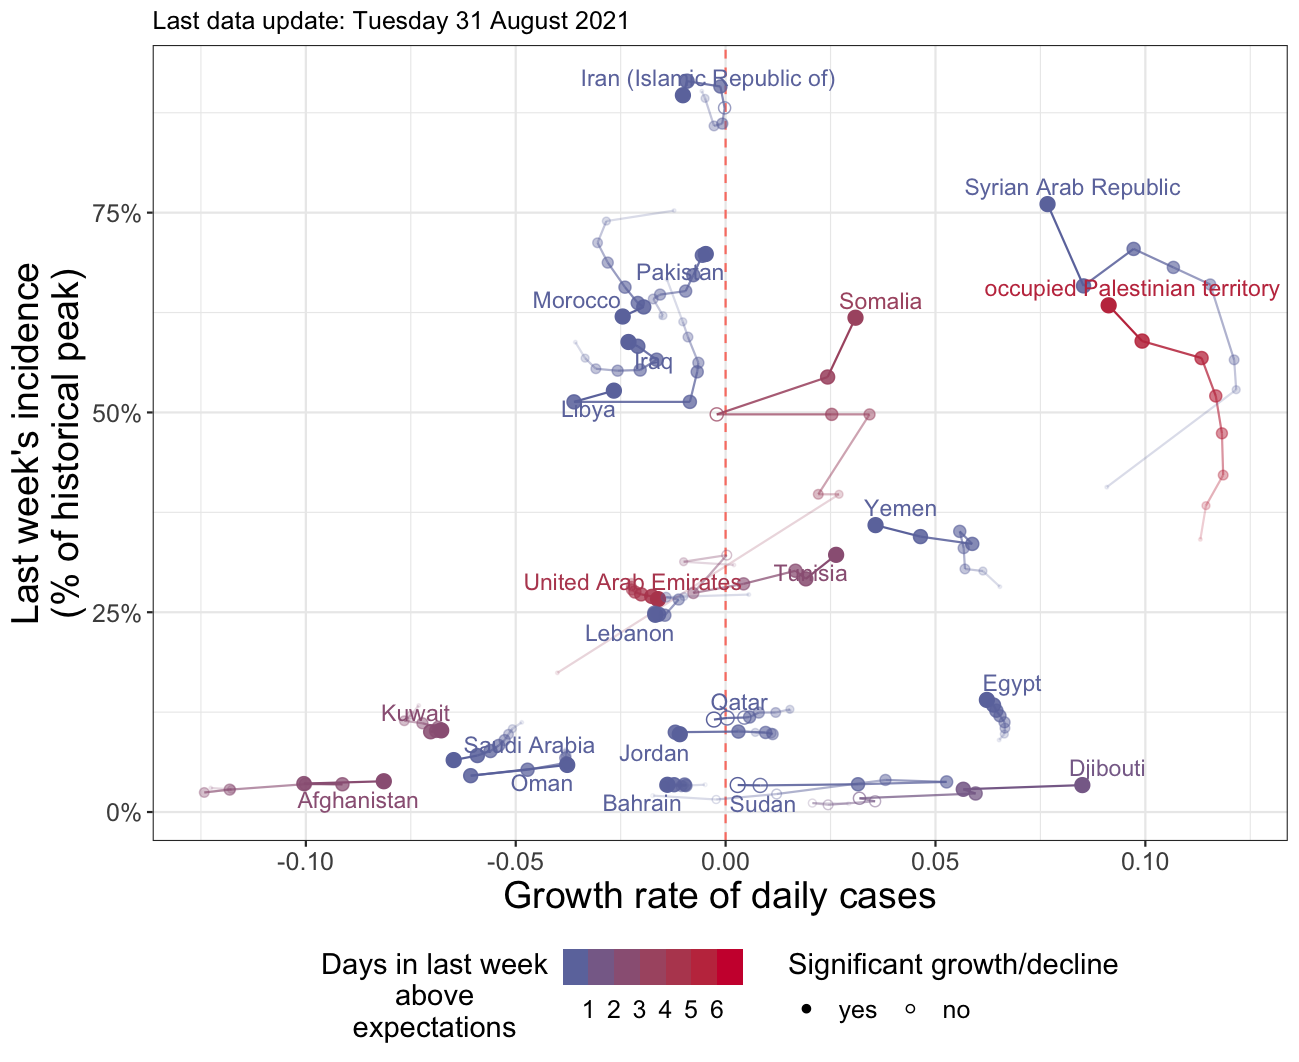 Last data update: Tuesday 31 August 2021
Iran (Islamic Republic of)
Syrian Arab Republic
75%
Pakistan
occupied Palestinian territory
Morocco
Somalia
Iraq
Libya
50%
Last week's incidence
(% of historical peak)
Yemen
Tunisia
United Arab Emirates
25%
Lebanon
Egypt
Qatar
Kuwait
Saudi Arabia
Jordan
Djibouti
Oman
Afghanistan
Bahrain
Sudan
0%
-0.10
-0.05
0.00
0.05
0.10
Growth rate of daily cases
Days in last week
above
expectations
1 2 3 4 5 6
Significant growth/decline
yes
no